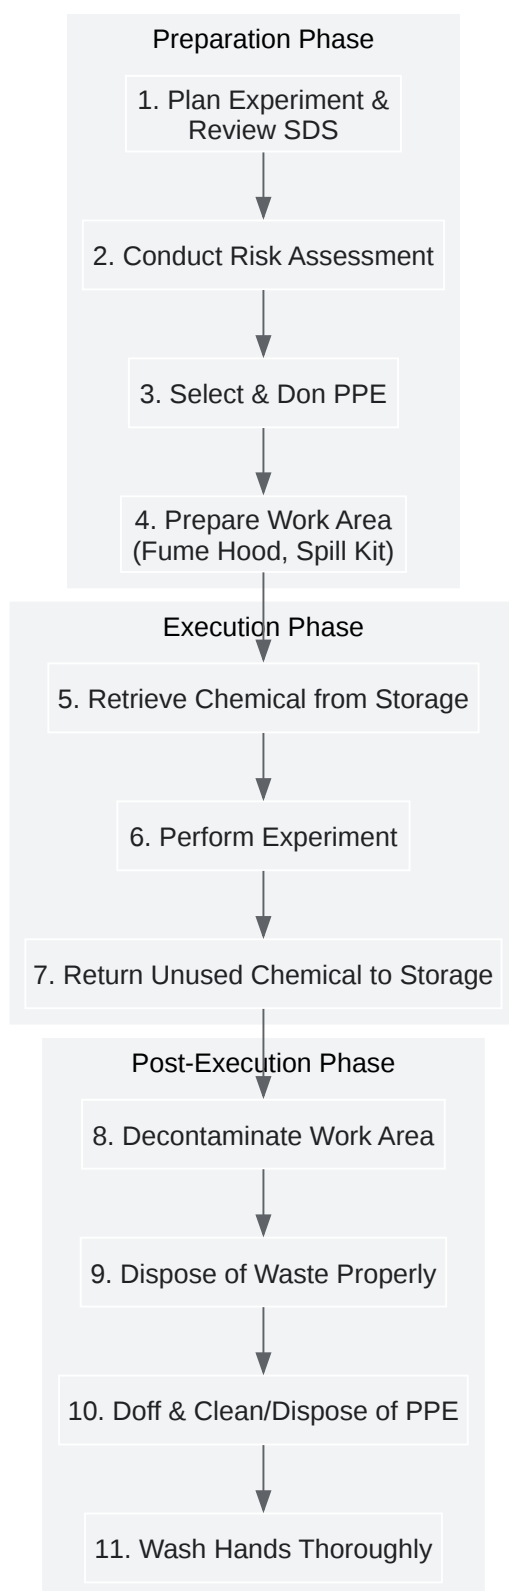 Preparation Phase
1. Plan Experiment &
Review SDS
2. Conduct Risk Assessment
3. Select & Don PPE
4. Prepare Work Area
(Fume Hood, Spill Kit)
Execution Phase
5. Retrieve Chemical from Storage
6. Perform Experiment
7. Return Unused Chemical to Storage
Post-Execution Phase
8. Decontaminate Work Area
9. Dispose of Waste Properly
10. Doff & Clean/Dispose of PPE
11. Wash Hands Thoroughly